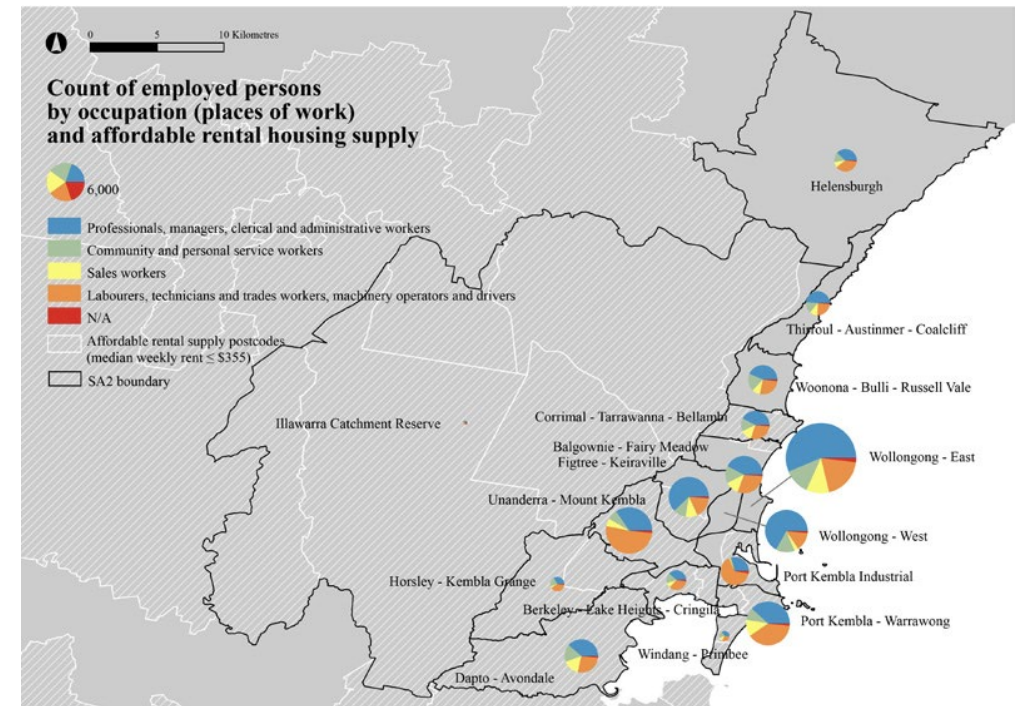 0 5 10 Kilometres
Count of employed persons
by occupation (places of work)
and affordable rental housing supply
6,000
Professionals, managers, clerical and administrative workers
Community and personal service workers
Sales workers
Labourers, technicians and trades workers, machinery operators and drivers
N/A
Affordable rental supply postcodes
(median weekly rent ≤ $355)
SA2 boundary
Helensburgh
Thirroul - Austinmer - Coalcliff
Woonona - Bulli - Russell Vale
Corrimal - Tarrawanna - Bellambi
Illawarra Catchment Reserve
Balgownie - Fairy Meadow
Figtree - Keiraville
Wollongong - East
Unanderra - Mount Kembla
Wollongong - West
Port Kembla Industrial
Horsley - Kembla Grange
Berkeley - Lake Heights - Cringila
Port Kembla - Warrawong
Windang - Primbee
Dapto - Avondale